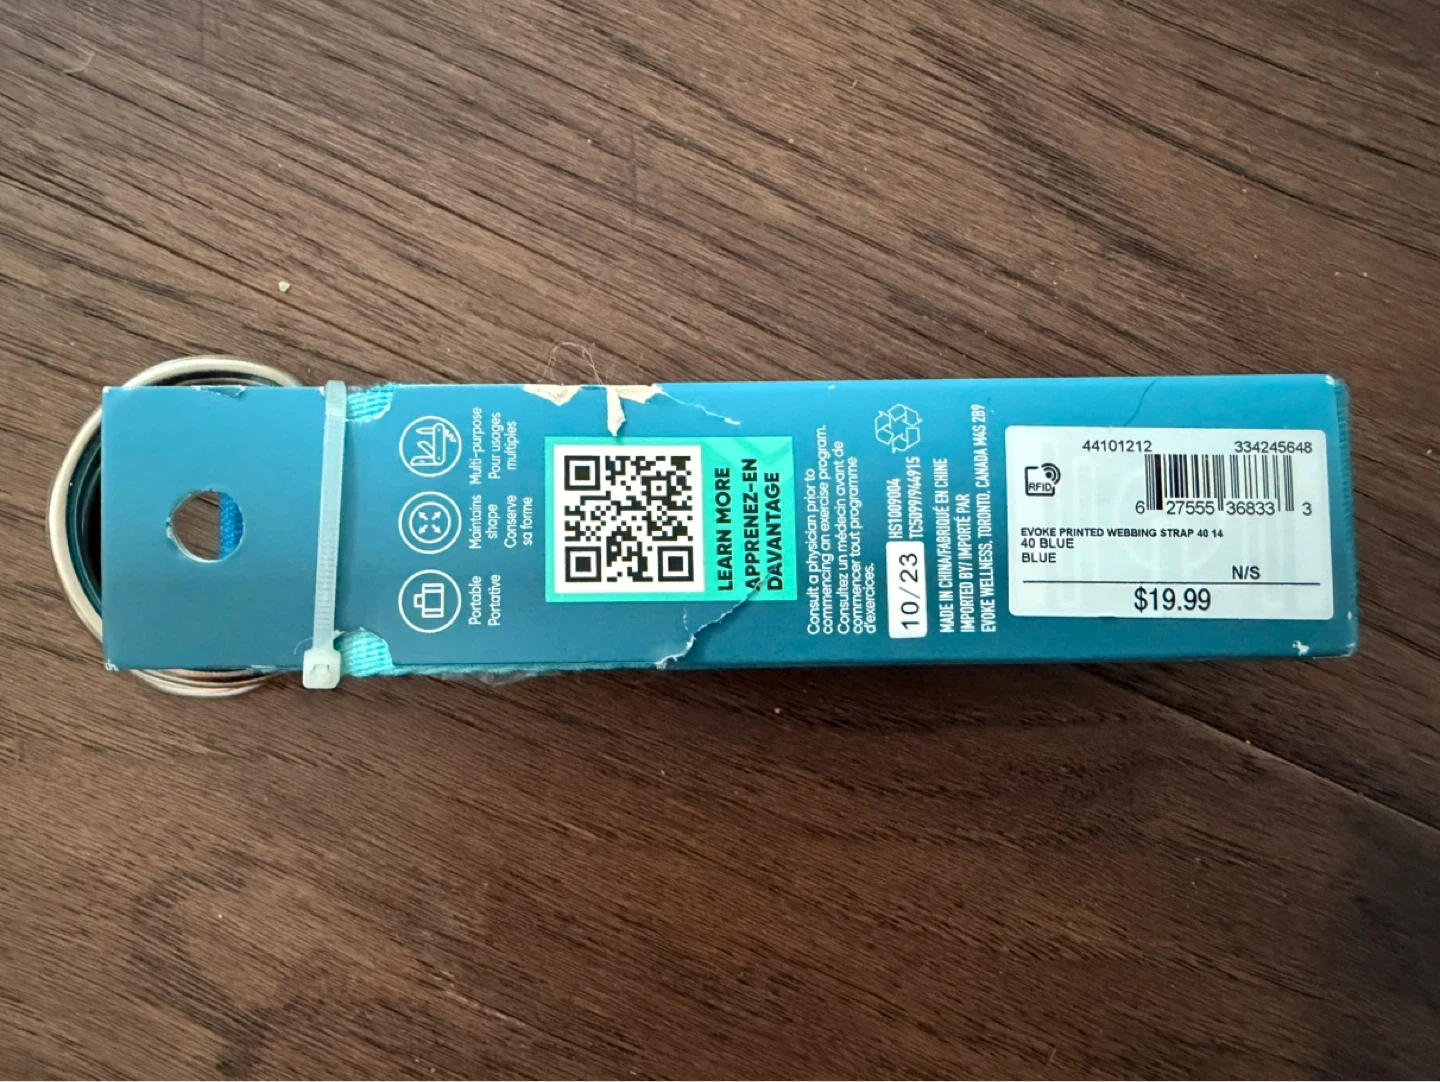 Multi-purpose
Pour usages
multiples
Maintains
shape
Conserve
sa forme
Portable
Portative
LEARN MORE
APPRENEZ-EN
DAVANTAGE
Consult a physician prior to
commencing an exercise program.
Consultez un médecin avant de
commencer tout programme
d'exercices.
10/23
HS1009004
TCS099/944915
MADE IN CHINA/FABRIQUÉ EN CHINE
IMPORTED BY/ IMPORTÉ PAR
EVOKE WELLNESS, TORONTO, CANADA M4S 2B9
44101212 334245648
RFID
6 27555 36833 3
EVOKE PRINTED WEBBING STRAP 40 14
40 BLUE
BLUE
N/S
$19.99